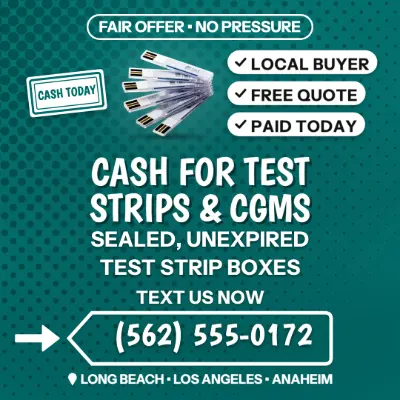 FAIR OFFER • NO PRESSURE
CASH TODAY
✓ LOCAL BUYER
✓ FREE QUOTE
✓ PAID TODAY
CASH FOR TEST
STRIPS & CGMS
SEALED, UNEXPIRED
TEST STRIP BOXES
TEXT US NOW
(562) 555-0172
LONG BEACH • LOS ANGELES • ANAHEIM